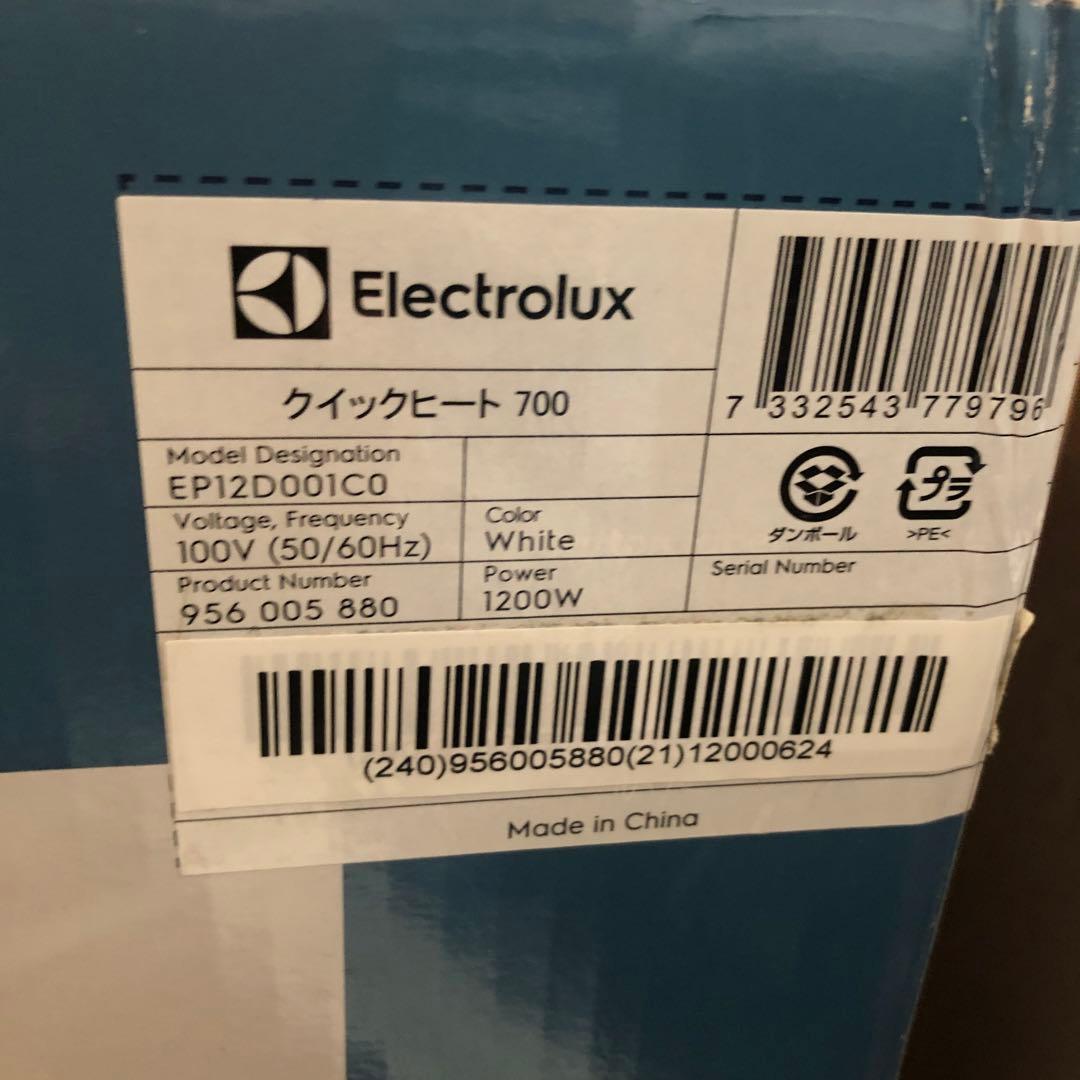 Electrolux
クイックヒート 700
7 332543 779796
Model Designation
EP12D001C0
Voltage, Frequency
100V (50/60Hz)
Color
White
Product Number
956 005 880
Power
1200W
ダンボール
プラ
>PE<
Serial Number
(240)956005880(21)12000624
Made in China